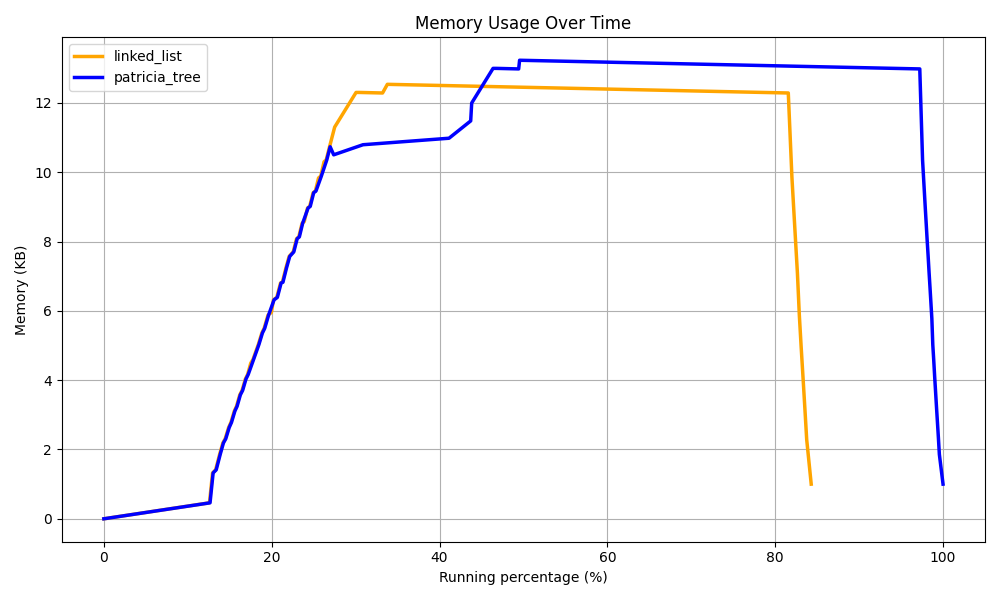 Memory Usage Over Time
linked_list
patricia_tree
Memory (KB)
12
10
8
6
4
2
0
0 20 40 60 80 100
Running percentage (%)